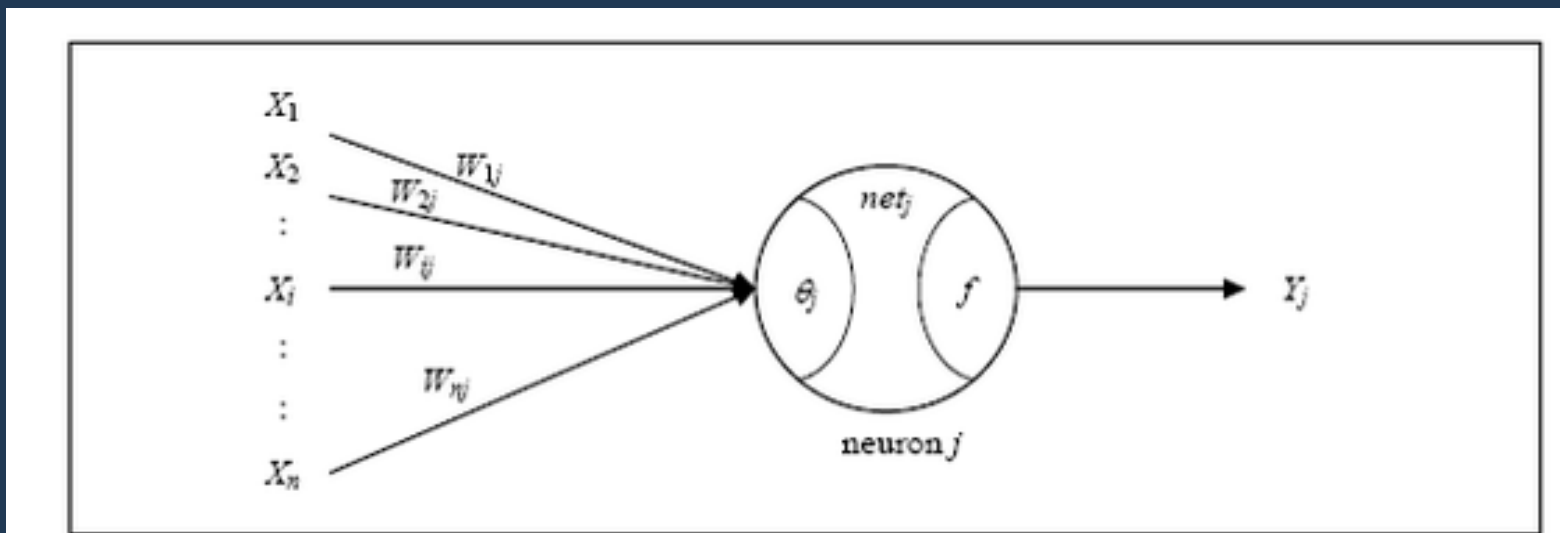 X₁
W₁ⱼ
X₂
W₂ⱼ
:
netⱼ
Wᵢⱼ
Xᵢ
θⱼ
f
Yⱼ
:
Wₙⱼ
:
neuron j
Xₙ